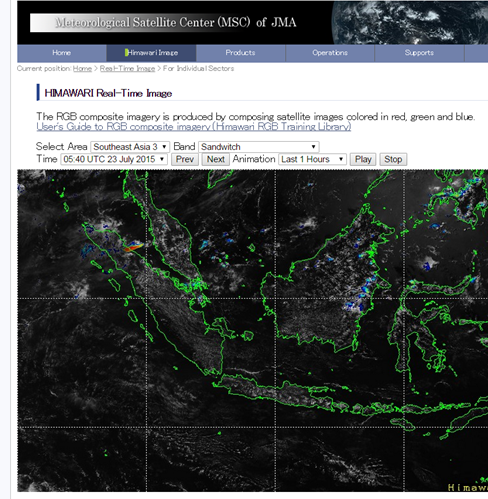 Meteorological Satellite Center (MSC) of JMA
Home Himawari Image Products Operations Supports
Current position: Home > Real-Time Image > For Individual Sectors
HIMAWARI Real-Time Image
The RGB composite imagery is produced by composing satellite images colored in red, green and blue.
User's Guide to RGB composite imagery (Himawari RGB Training Library)
Select Area Southeast Asia 3 Band Sandwitch
Time 05:40 UTC 23 July 2015 Prev Next Animation Last 1 Hours Play Stop
Himawa